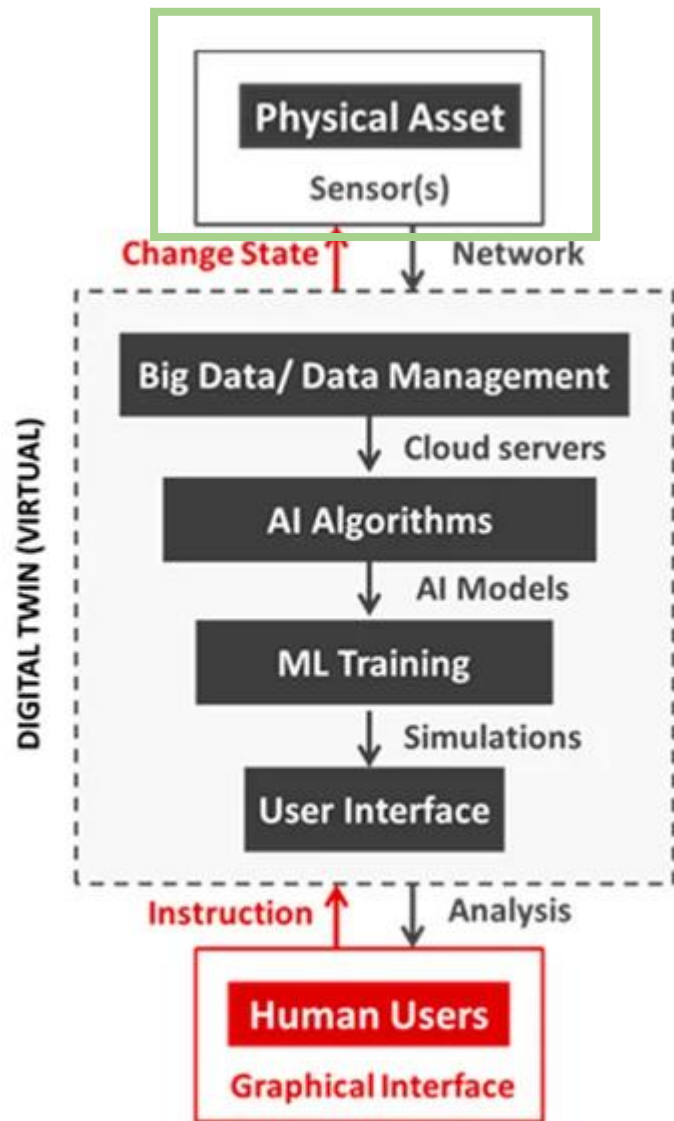 Physical Asset
Sensor(s)
Change State
Network
DIGITAL TWIN (VIRTUAL)
Big Data/ Data Management
Cloud servers
AI Algorithms
AI Models
ML Training
Simulations
User Interface
Instruction
Analysis
Human Users
Graphical Interface